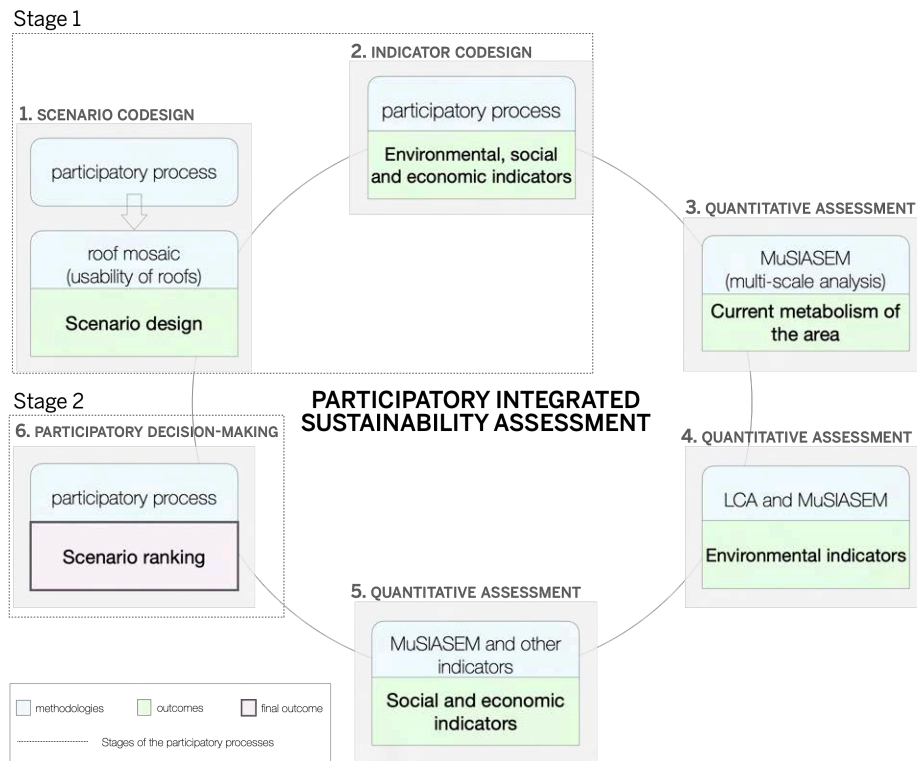 Stage 1
2. INDICATOR CODESIGN
participatory process
Environmental, social
and economic indicators
1. SCENARIO CODESIGN
participatory process
roof mosaic
(usability of roofs)
Scenario design
3. QUANTITATIVE ASSESSMENT
MuSIASEM
(multi-scale analysis)
Current metabolism of
the area
PARTICIPATORY INTEGRATED
SUSTAINABILITY ASSESSMENT
Stage 2
6. PARTICIPATORY DECISION-MAKING
participatory process
Scenario ranking
4. QUANTITATIVE ASSESSMENT
LCA and MuSIASEM
Environmental indicators
5. QUANTITATIVE ASSESSMENT
MuSIASEM and other
indicators
Social and economic
indicators
methodologies
outcomes
final outcome
Stages of the participatory processes